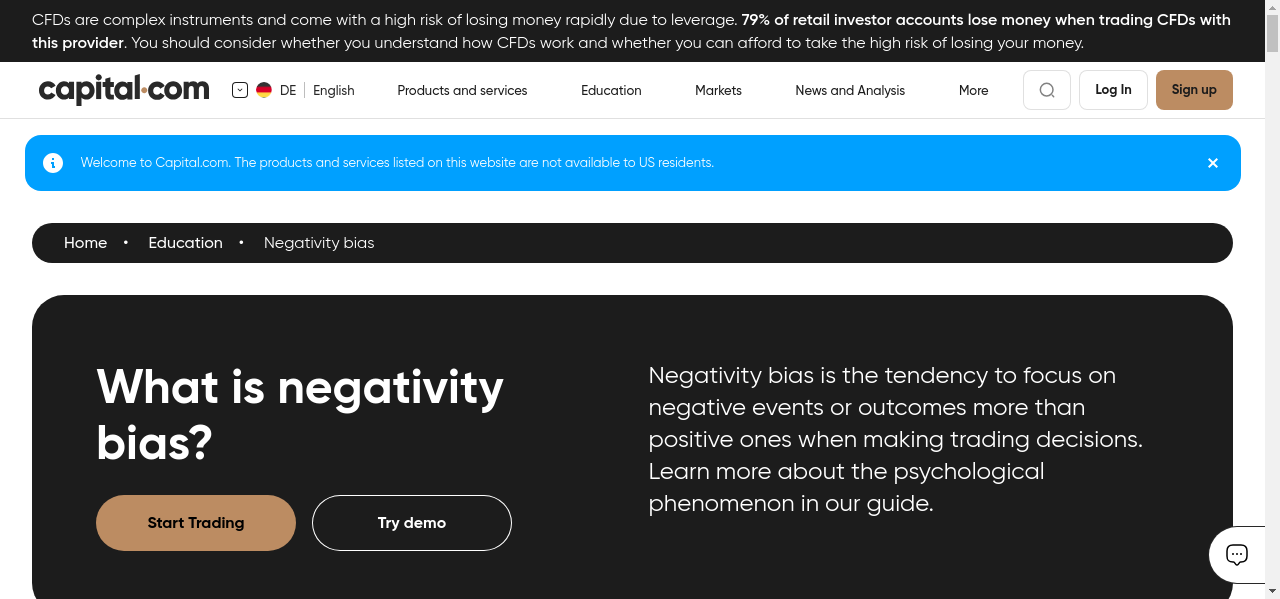 CFDs are complex instruments and come with a high risk of losing money rapidly due to leverage. 79% of retail investor accounts lose money when trading CFDs with
this provider. You should consider whether you understand how CFDs work and whether you can afford to take the high risk of losing your money.
capital.com
DE
English
Products and services
Education
Markets
News and Analysis
More
Log In
Sign up
Welcome to Capital.com. The products and services listed on this website are not available to US residents.
Home • Education • Negativity bias
What is negativity
bias?
Start Trading
Try demo
Negativity bias is the tendency to focus on
negative events or outcomes more than
positive ones when making trading decisions.
Learn more about the psychological
phenomenon in our guide.